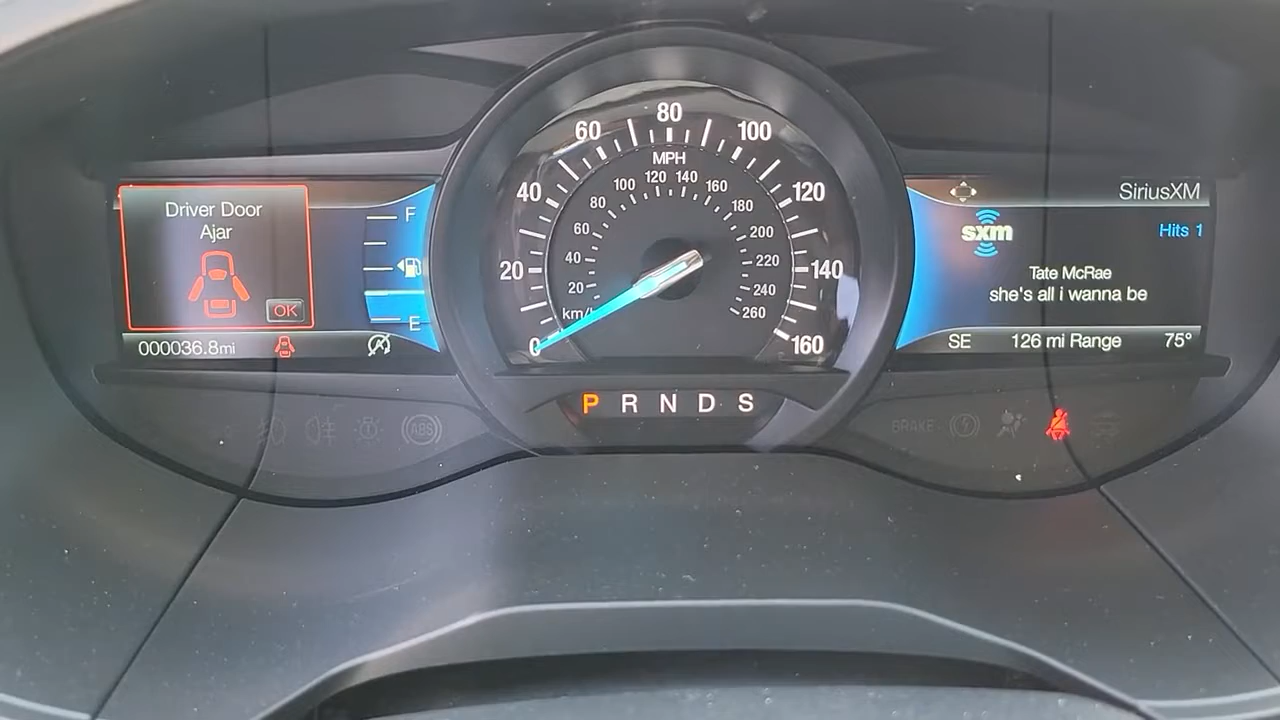 Driver Door
Ajar
OK
000036.8mi
F
E
0
20
40
60
80
100
120
140
160
MPH
km/h
20
40
60
80
100
120
140
160
180
200
220
240
260
P R N D S
SiriusXM
sxm
Hits 1
Tate McRae
she's all i wanna be
SE
126 mi Range
75°
ABS
BRAKE